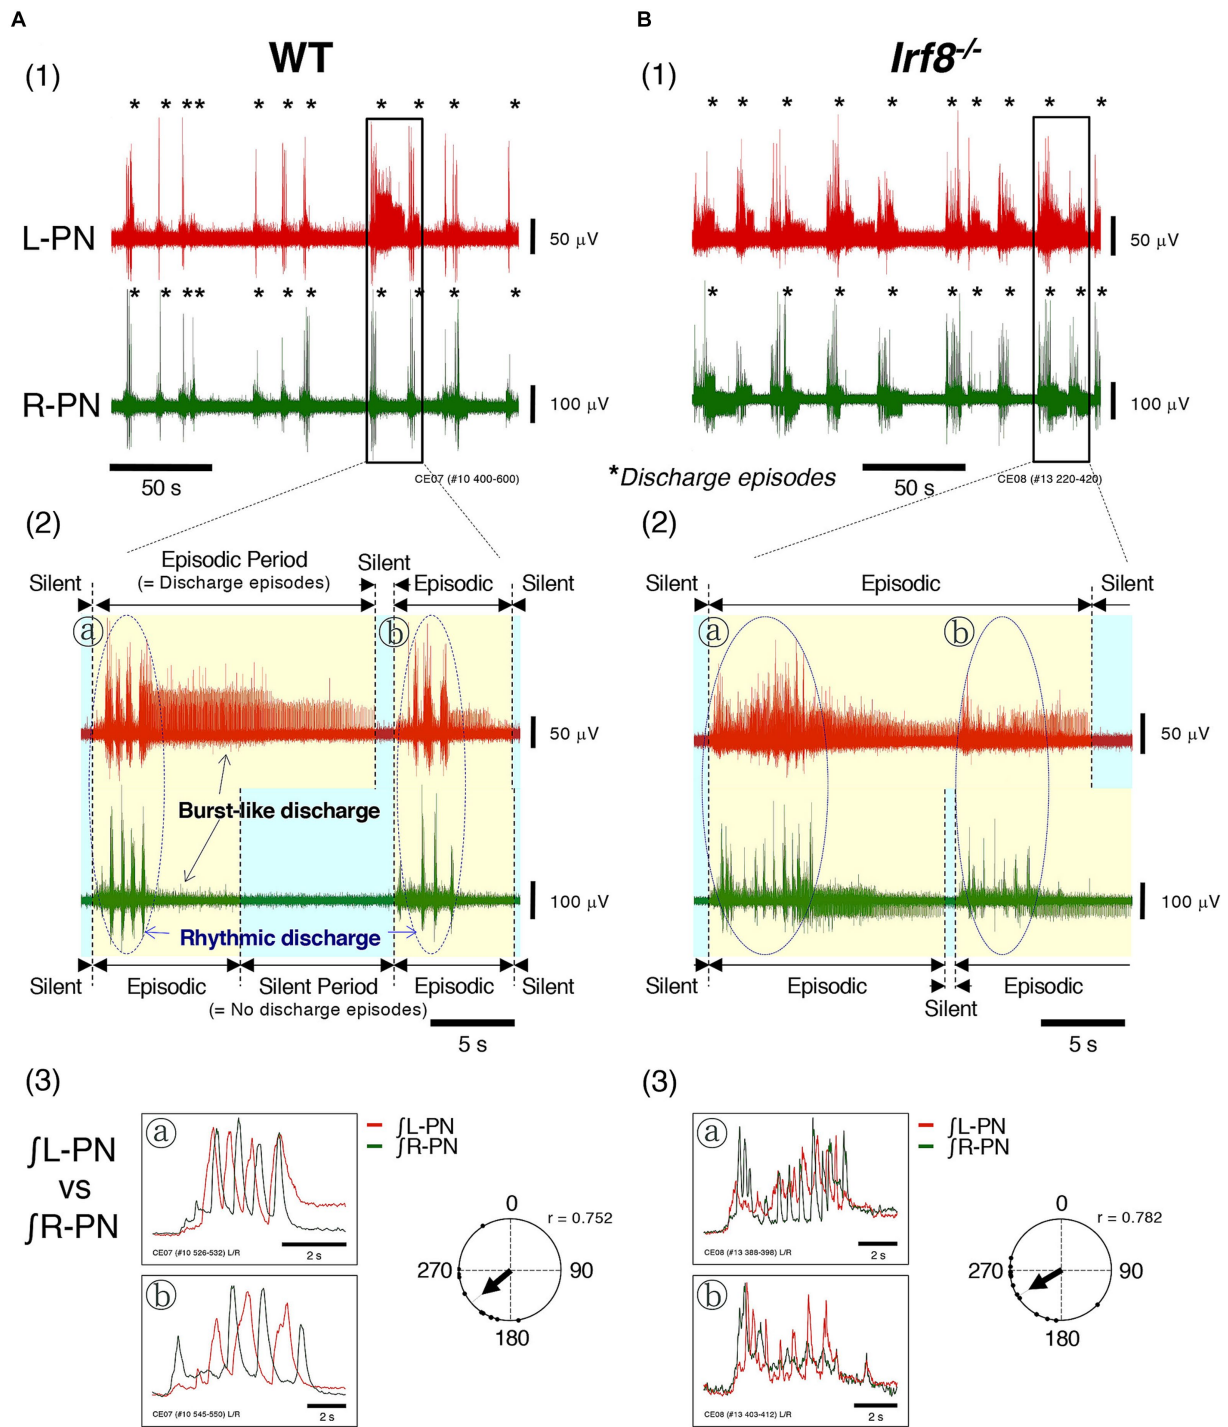 A
WT
(1)
* * * * * * * * * *
L-PN
50 μV
* * * * * * * * * *
R-PN
100 μV
50 s
CE07 (#10 400-600)
(2)
Episodic Period
(= Discharge episodes)
Silent
Silent
Episodic
Silent
ⓐ
ⓑ
50 μV
Burst-like discharge
100 μV
Rhythmic discharge
Silent
Episodic
Silent Period
(= No discharge episodes)
Episodic
Silent
5 s
(3)
∫L-PN
vs
∫R-PN
ⓐ
2 s
CE07 (#10 526-532) L/R
ⓑ
2 s
CE07 (#10 545-550) L/R
∫L-PN
∫R-PN
0
r = 0.752
270
90
180
B
Irf8-/-
(1)
* * * * * * * * * *
50 μV
* * * * * * * * * *
100 μV
*Discharge episodes
50 s
CE08 (#13 220-420)
(2)
Silent
Episodic
Silent
ⓐ
ⓑ
50 μV
100 μV
Silent
Episodic
Silent
Episodic
5 s
(3)
ⓐ
2 s
CE08 (#13 388-398) L/R
ⓑ
2 s
CE08 (#13 403-412) L/R
∫L-PN
∫R-PN
0
r = 0.782
270
90
180